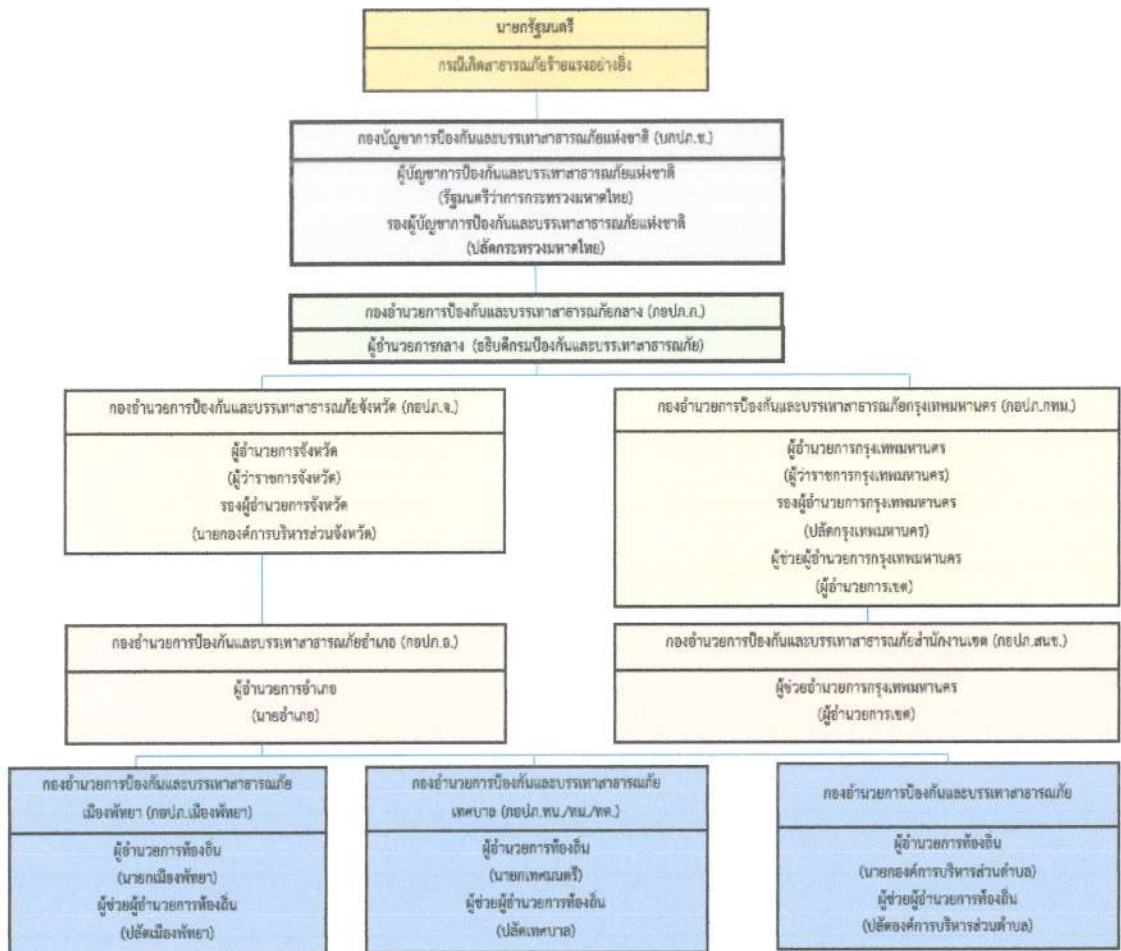 นายกรัฐมนตรี
กรณีเกิดสาธารณภัยร้ายแรงอย่างยิ่ง
กองบัญชาการป้องกันและบรรเทาสาธารณภัยแห่งชาติ (บกปภ.ช.)
ผู้บัญชาการป้องกันและบรรเทาสาธารณภัยแห่งชาติ
(รัฐมนตรีว่าการกระทรวงมหาดไทย)
รองผู้บัญชาการป้องกันและบรรเทาสาธารณภัยแห่งชาติ
(ปลัดกระทรวงมหาดไทย)
กองอำนวยการป้องกันและบรรเทาสาธารณภัยกลาง (กอปภ.ก.)
ผู้อำนวยการกลาง (อธิบดีกรมป้องกันและบรรเทาสาธารณภัย)
กองอำนวยการป้องกันและบรรเทาสาธารณภัยจังหวัด (กอปภ.จ.)
ผู้อำนวยการจังหวัด
(ผู้ว่าราชการจังหวัด)
รองผู้อำนวยการจังหวัด
(นายกองค์การบริหารส่วนจังหวัด)
กองอำนวยการป้องกันและบรรเทาสาธารณภัยกรุงเทพมหานคร (กอปภ.กทม.)
ผู้อำนวยการกรุงเทพมหานคร
(ผู้ว่าราชการกรุงเทพมหานคร)
รองผู้อำนวยการกรุงเทพมหานคร
(ปลัดกรุงเทพมหานคร)
ผู้ช่วยผู้อำนวยการกรุงเทพมหานคร
(ผู้อำนวยการเขต)
กองอำนวยการป้องกันและบรรเทาสาธารณภัยอำเภอ (กอปภ.อ.)
ผู้อำนวยการอำเภอ
(นายอำเภอ)
กองอำนวยการป้องกันและบรรเทาสาธารณภัยสำนักงานเขต (กอปภ.สนข.)
ผู้ช่วยอำนวยการกรุงเทพมหานคร
(ผู้อำนวยการเขต)
กองอำนวยการป้องกันและบรรเทาสาธารณภัย
เมืองพัทยา (กอปภ.เมืองพัทยา)
ผู้อำนวยการท้องถิ่น
(นายกเมืองพัทยา)
ผู้ช่วยผู้อำนวยการท้องถิ่น
(ปลัดเมืองพัทยา)
กองอำนวยการป้องกันและบรรเทาสาธารณภัย
เทศบาล (กอปภ.ทน./ทม./ทต.)
ผู้อำนวยการท้องถิ่น
(นายกเทศมนตรี)
ผู้ช่วยผู้อำนวยการท้องถิ่น
(ปลัดเทศบาล)
กองอำนวยการป้องกันและบรรเทาสาธารณภัย
ผู้อำนวยการท้องถิ่น
(นายกองค์การบริหารส่วนตำบล)
ผู้ช่วยผู้อำนวยการท้องถิ่น
(ปลัดองค์การบริหารส่วนตำบล)